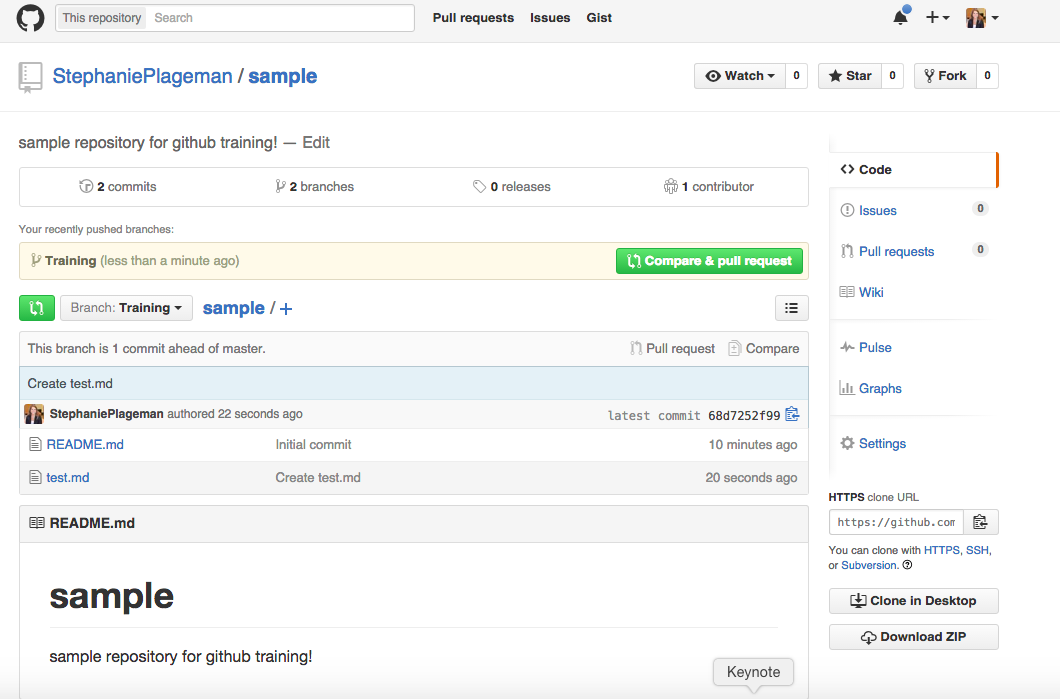 This repository Search Pull requests Issues Gist
StephaniePlageman / sample Watch 0 Star 0 Fork 0
sample repository for github training! — Edit
2 commits 2 branches 0 releases 1 contributor
Your recently pushed branches:
Training (less than a minute ago) Compare & pull request
Branch: Training sample / +
This branch is 1 commit ahead of master. Pull request Compare
Create test.md
StephaniePlageman authored 22 seconds ago latest commit 68d7252f99
README.md Initial commit 10 minutes ago
test.md Create test.md 20 seconds ago
README.md
sample
sample repository for github training!
Code
Issues 0
Pull requests 0
Wiki
Pulse
Graphs
Settings
HTTPS clone URL
https://github.com
You can clone with HTTPS, SSH,
or Subversion.
Clone in Desktop
Download ZIP
Keynote